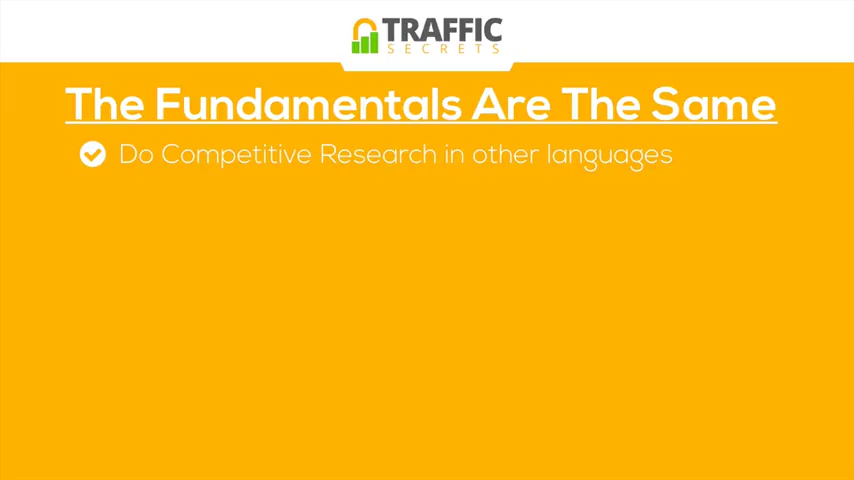 TRAFFIC
SECRETS
The Fundamentals Are The Same
Do Competitive Research in other languages